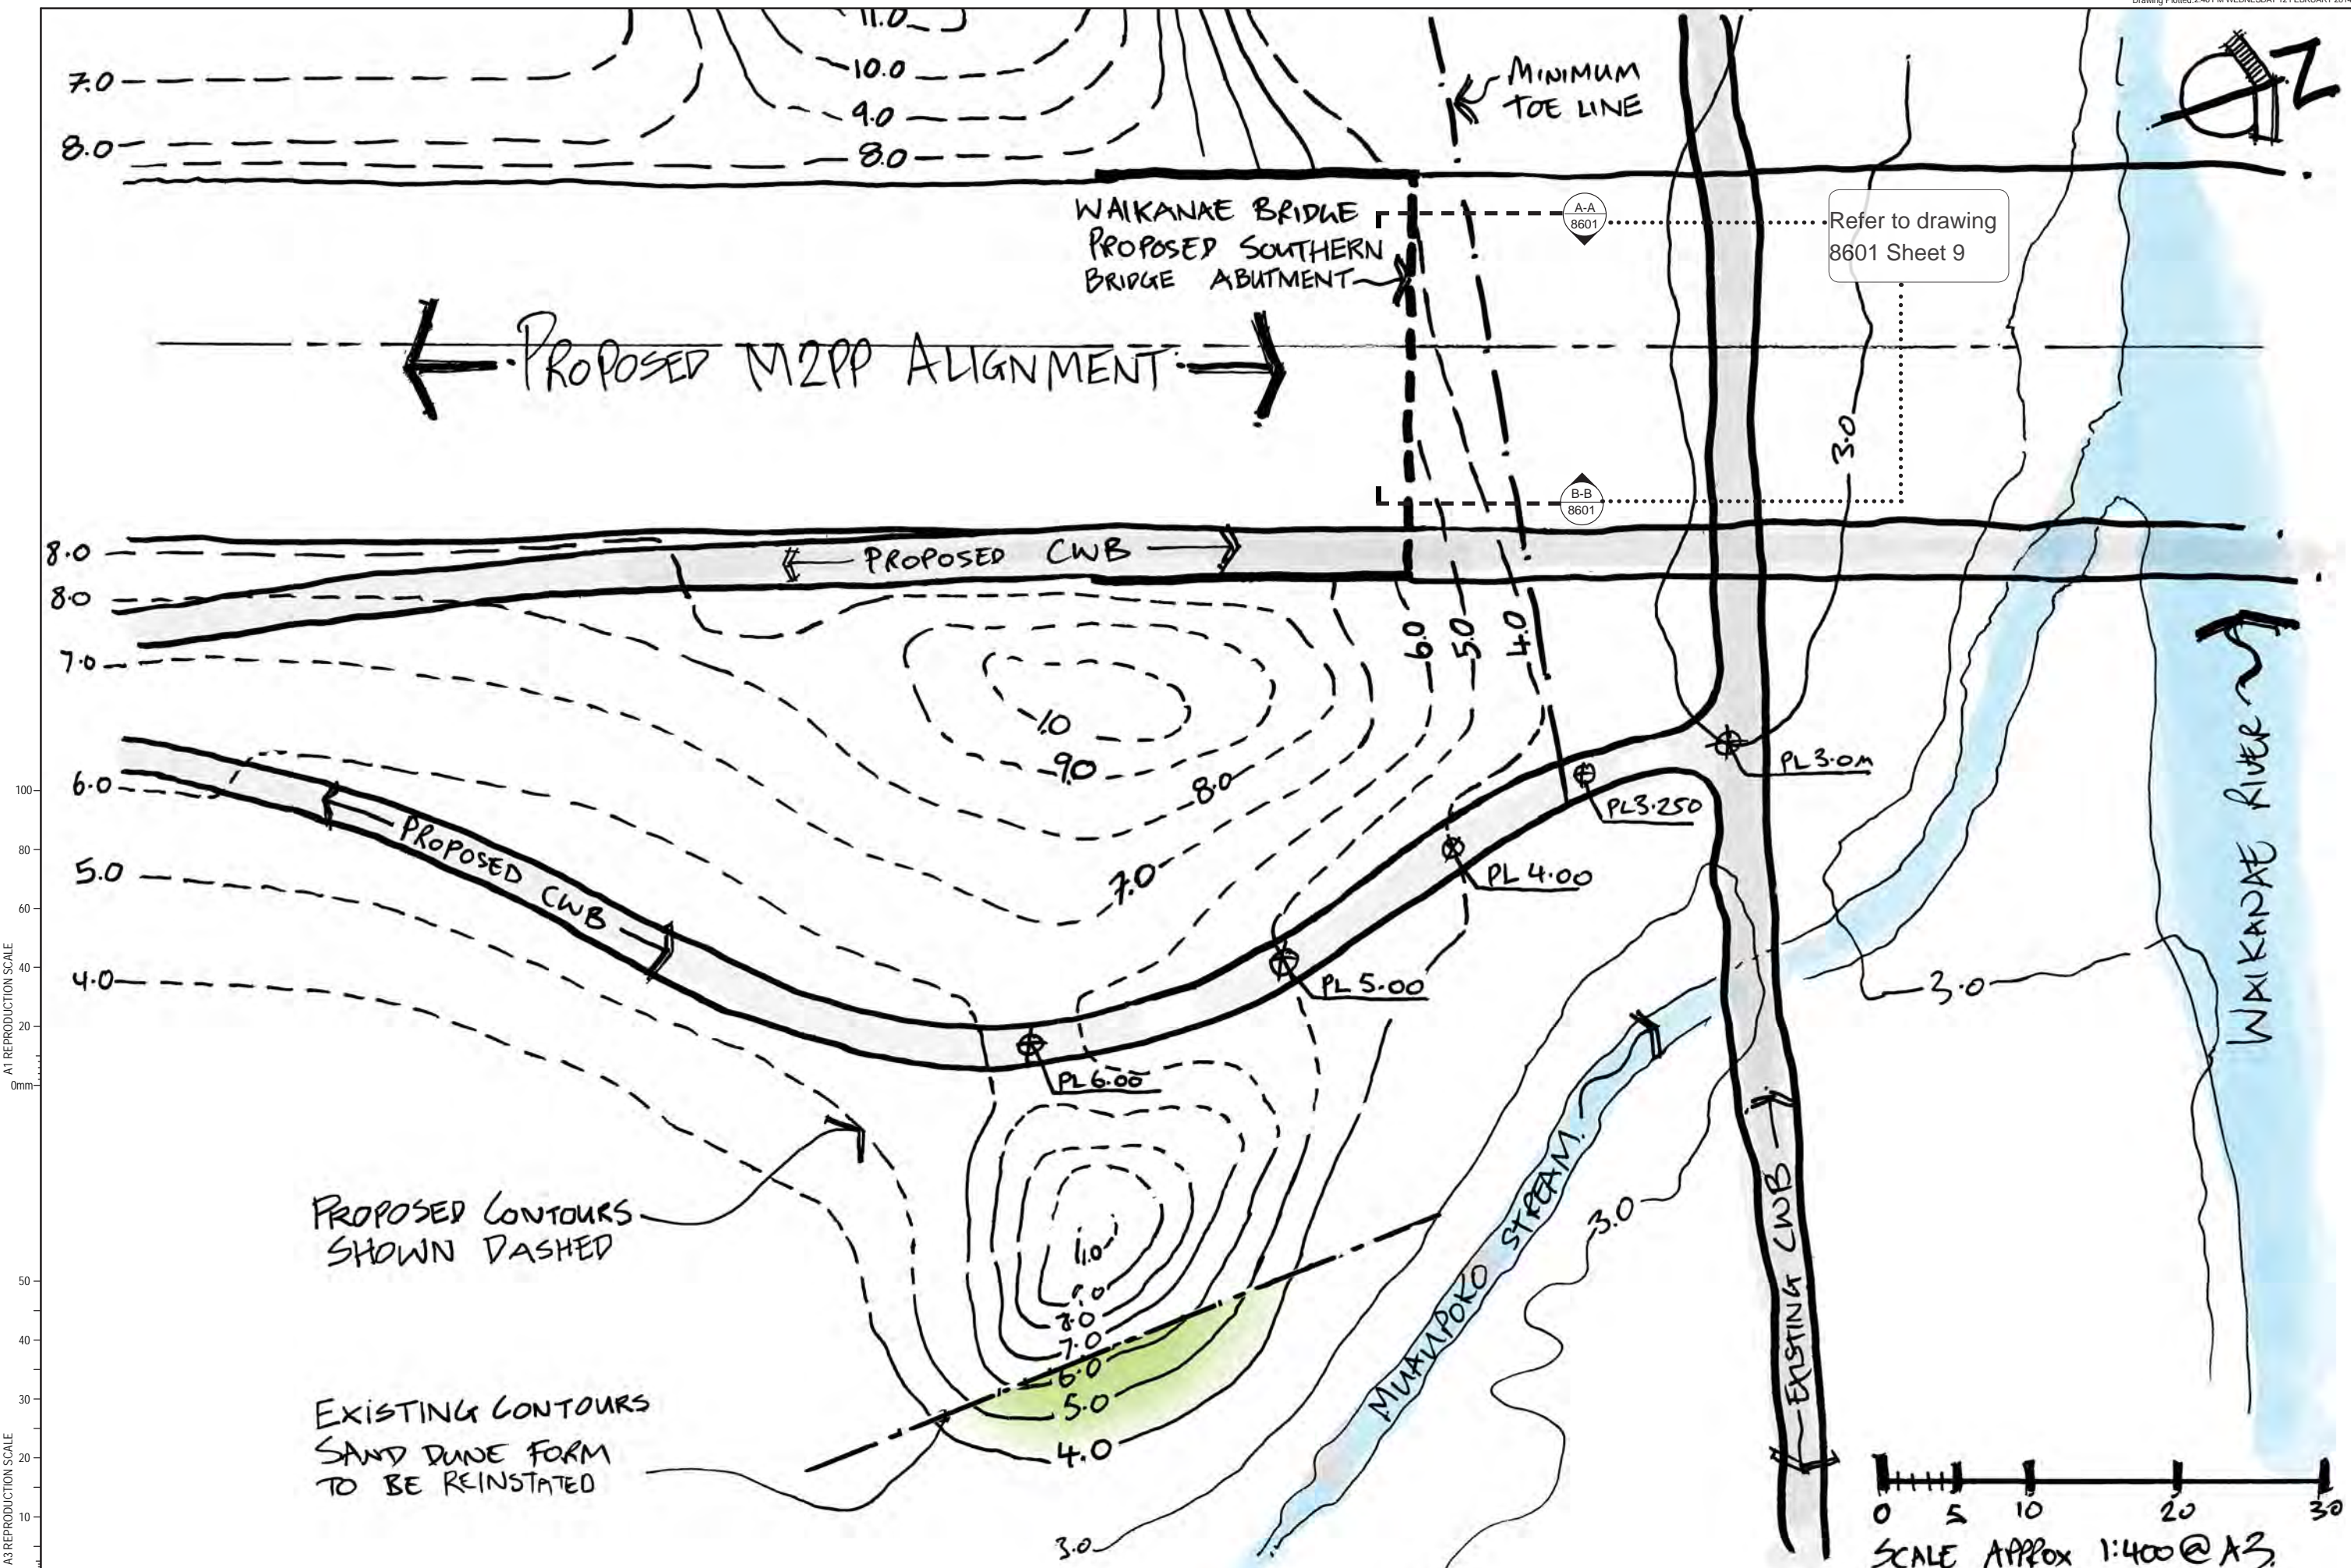 11.0
7.0
10.0
9.0
8.0
8.0
MINIMUM
TOE LINE
Z
WAIKANAE BRIDGE
PROPOSED SOUTHERN
BRIDGE ABUTMENT
A-A
8601
Refer to drawing
8601 Sheet 9
PROPOSED M2PP ALIGNMENT
3.0
B-B
8601
8.0
PROPOSED CWB
8.0
7.0
6.0
5.0
4.0
10
9.0
8.0
7.0
PL 3.0M
PL3.250
PL 4.00
PL 5.00
PL 6.00
6.0
PROPOSED CWB
5.0
4.0
3.0
WAIKANAE RIVER
MUAUPOKO STREAM
3.0
EXISTING CWB
PROPOSED CONTOURS
SHOWN DASHED
8.0
7.0
6.0
5.0
4.0
EXISTING CONTOURS
SAND DUNE FORM
TO BE REINSTATED
3.0
0 5 10 20 30
SCALE APPROX 1:400 @ A3
100
80
60
40
20
0mm
A1 REPRODUCTION SCALE
50
40
30
20
10
A3 REPRODUCTION SCALE